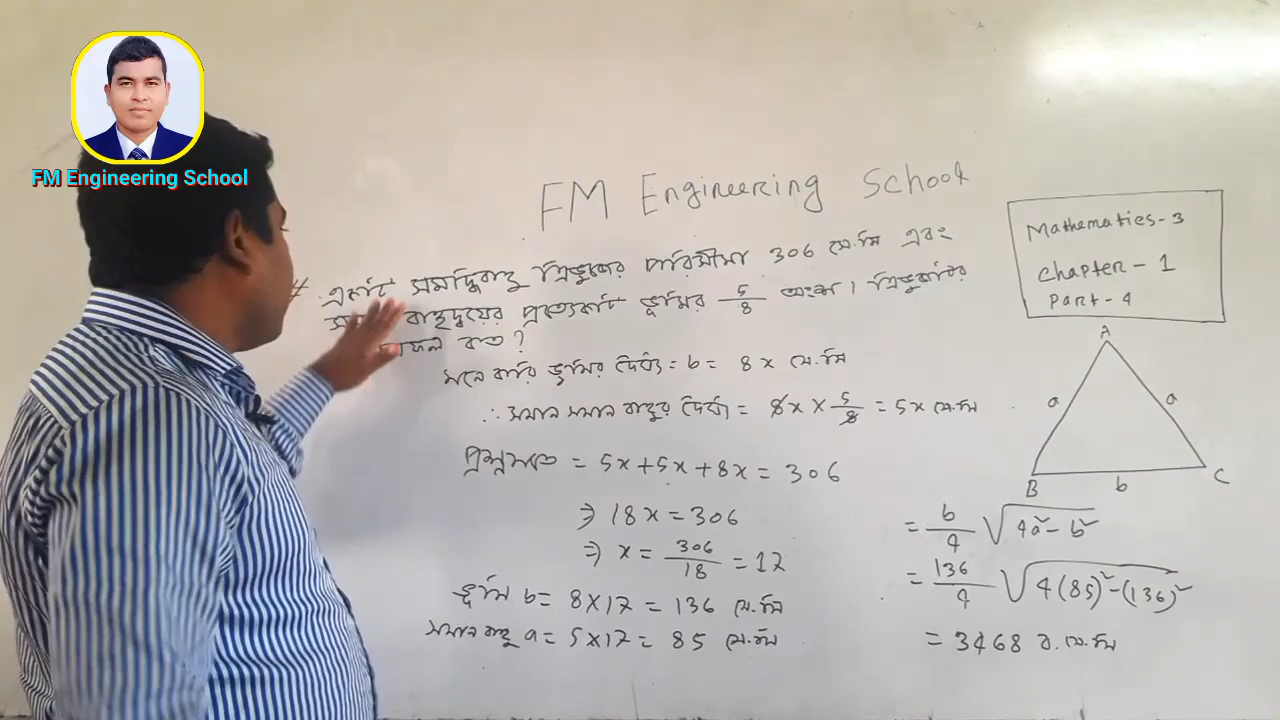 FM Engineering School
FM Engineering School
Mathematics-3
Chapter-1
Part-4
# একটি সমদ্বিবাহু ত্রিভুজের পরিসীমা 306 সে.মি এবং
বাহুদ্বয়ের প্রত্যেকটি ভূমির 5/8 অংশ। ত্রিভুজটির
কত?
মনে করি ভূমির দৈর্ঘ্য = b = 8x সে.মি
∴ সমান সমান বাহুর দৈর্ঘ্য = 8x × 5/8 = 5x সে.মি
প্রশ্নমতে = 5x+5x+8x = 306
⇒ 18x = 306
⇒ x = 306/18 = 17
ভূমি b = 8×17 = 136 সে.মি
সমান বাহু a = 5×17 = 85 সে.মি
A
a a
B b C
= b/4 √4a²-b²
= 136/4 √4(85)²-(136)²
= 3468 ব.সে.মি